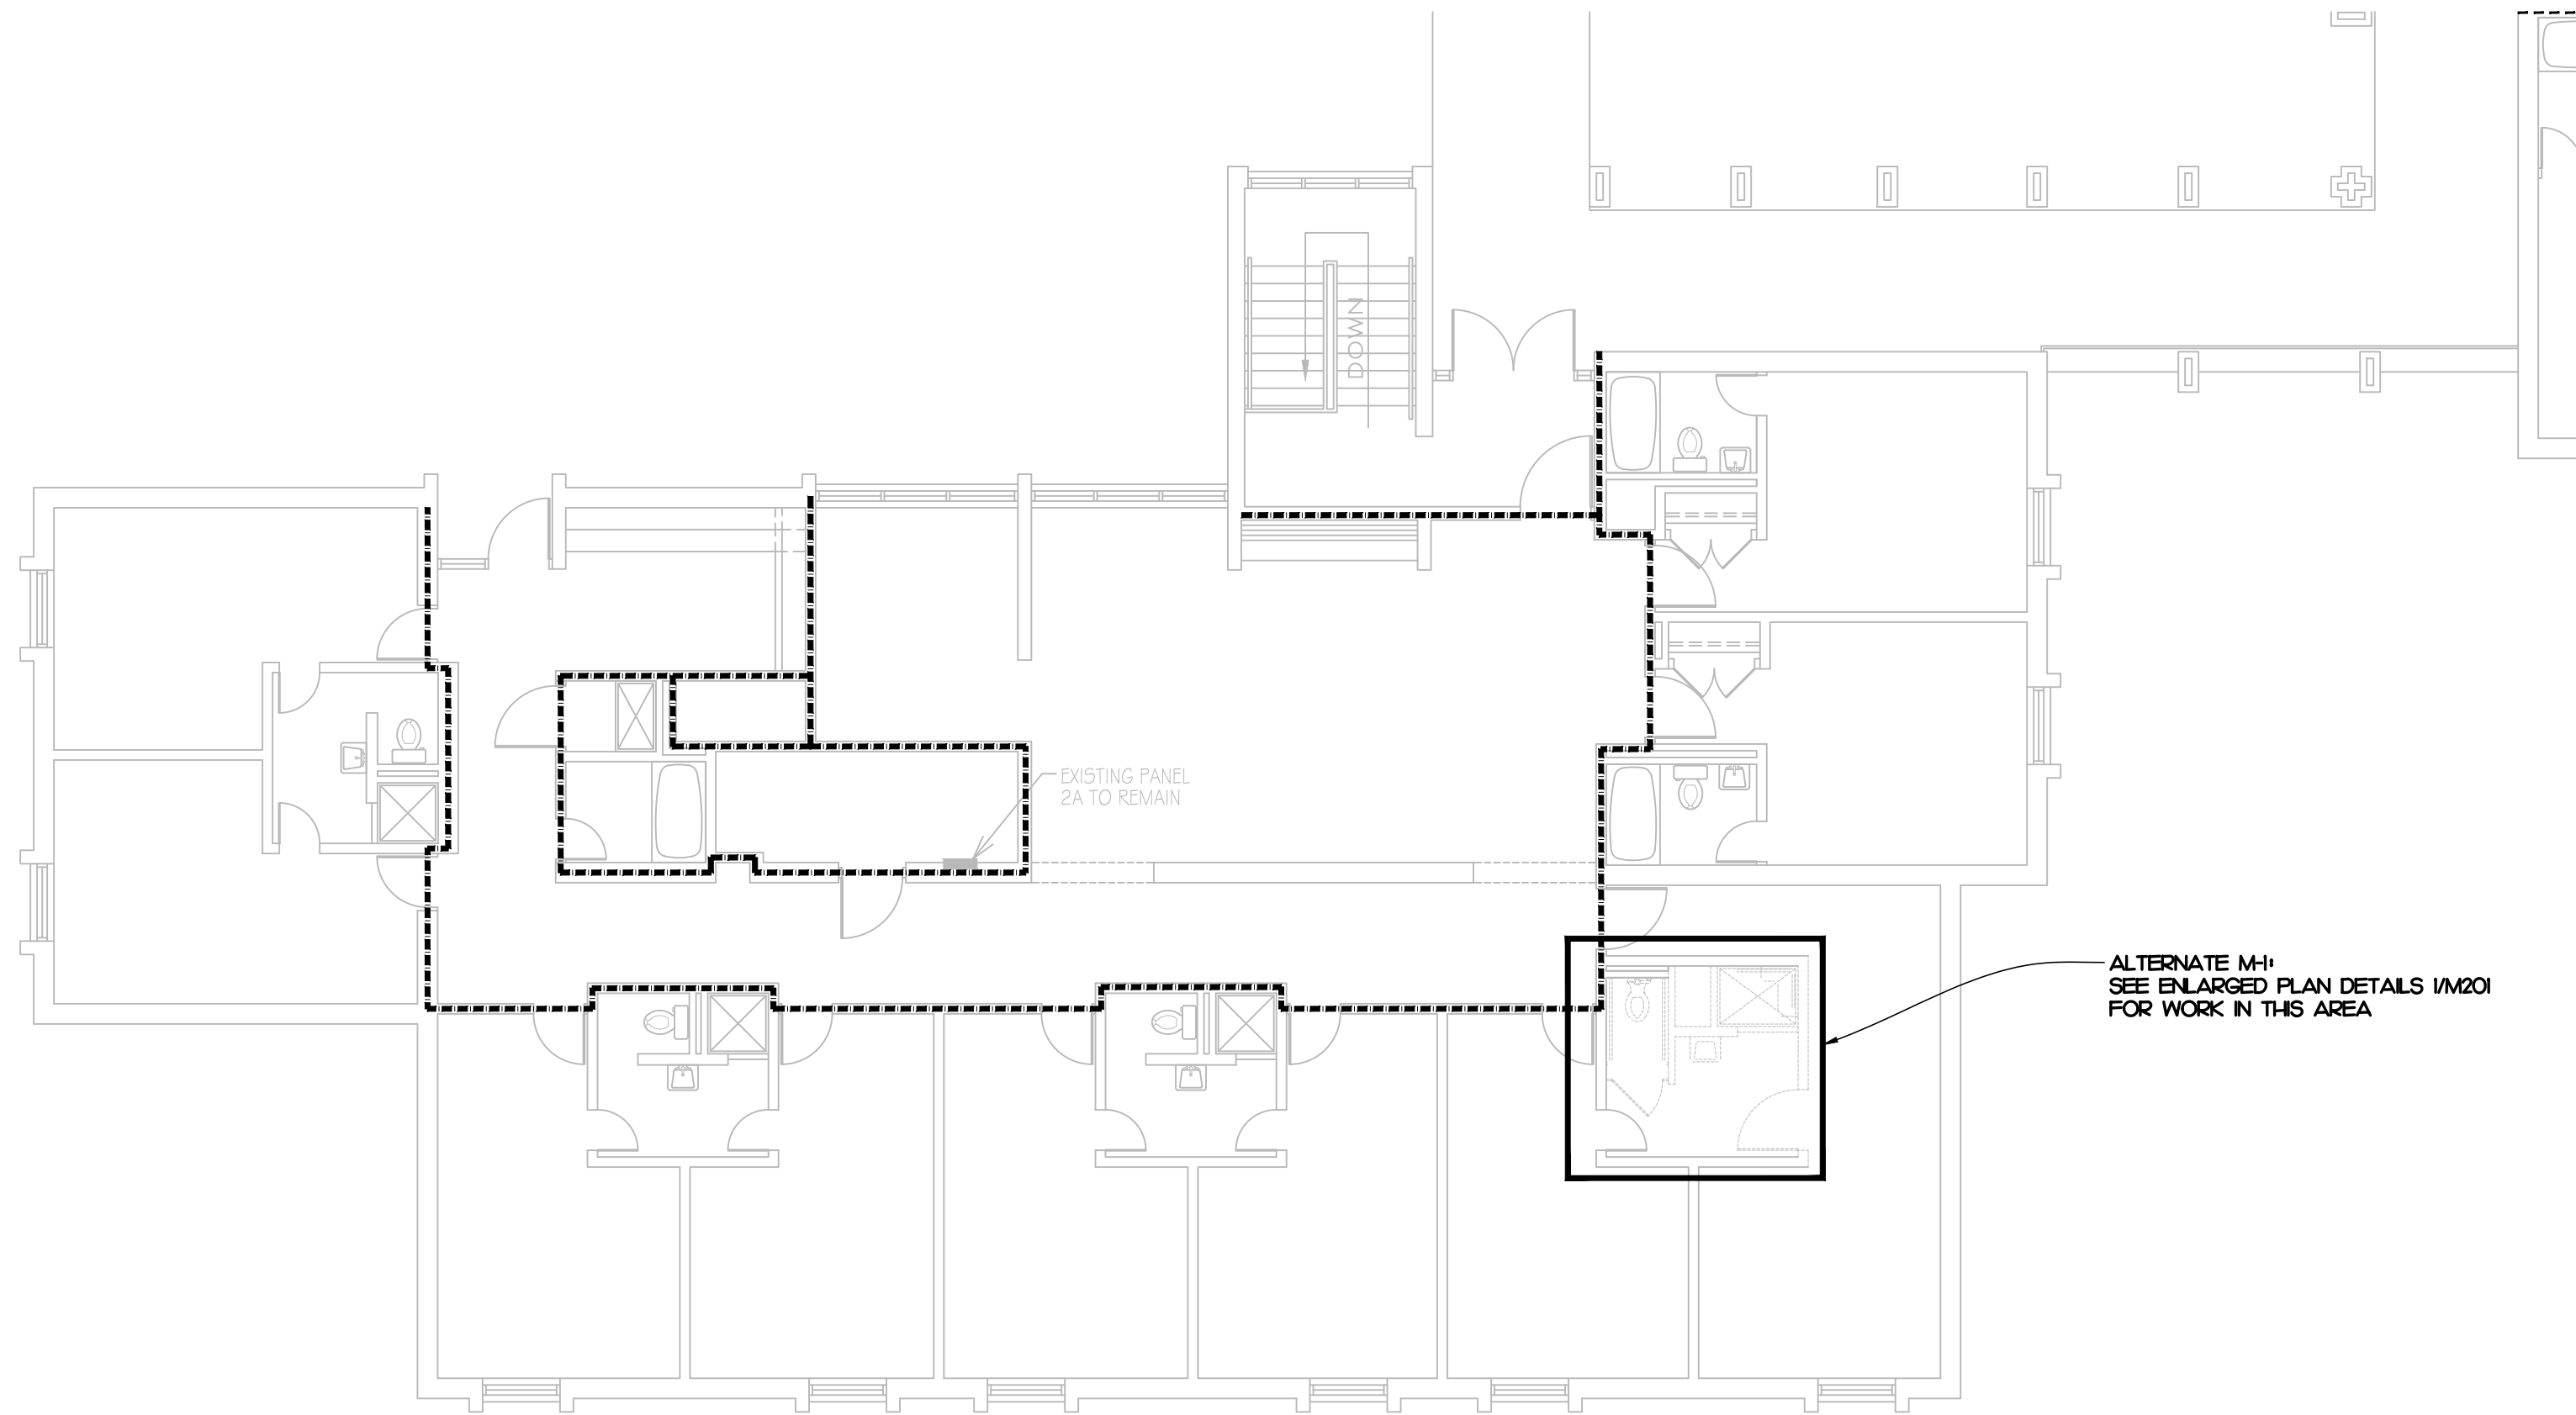 DOWN
EXISTING PANEL
2A TO REMAIN
ALTERNATE M-1:
SEE ENLARGED PLAN DETAILS 1/M201
FOR WORK IN THIS AREA